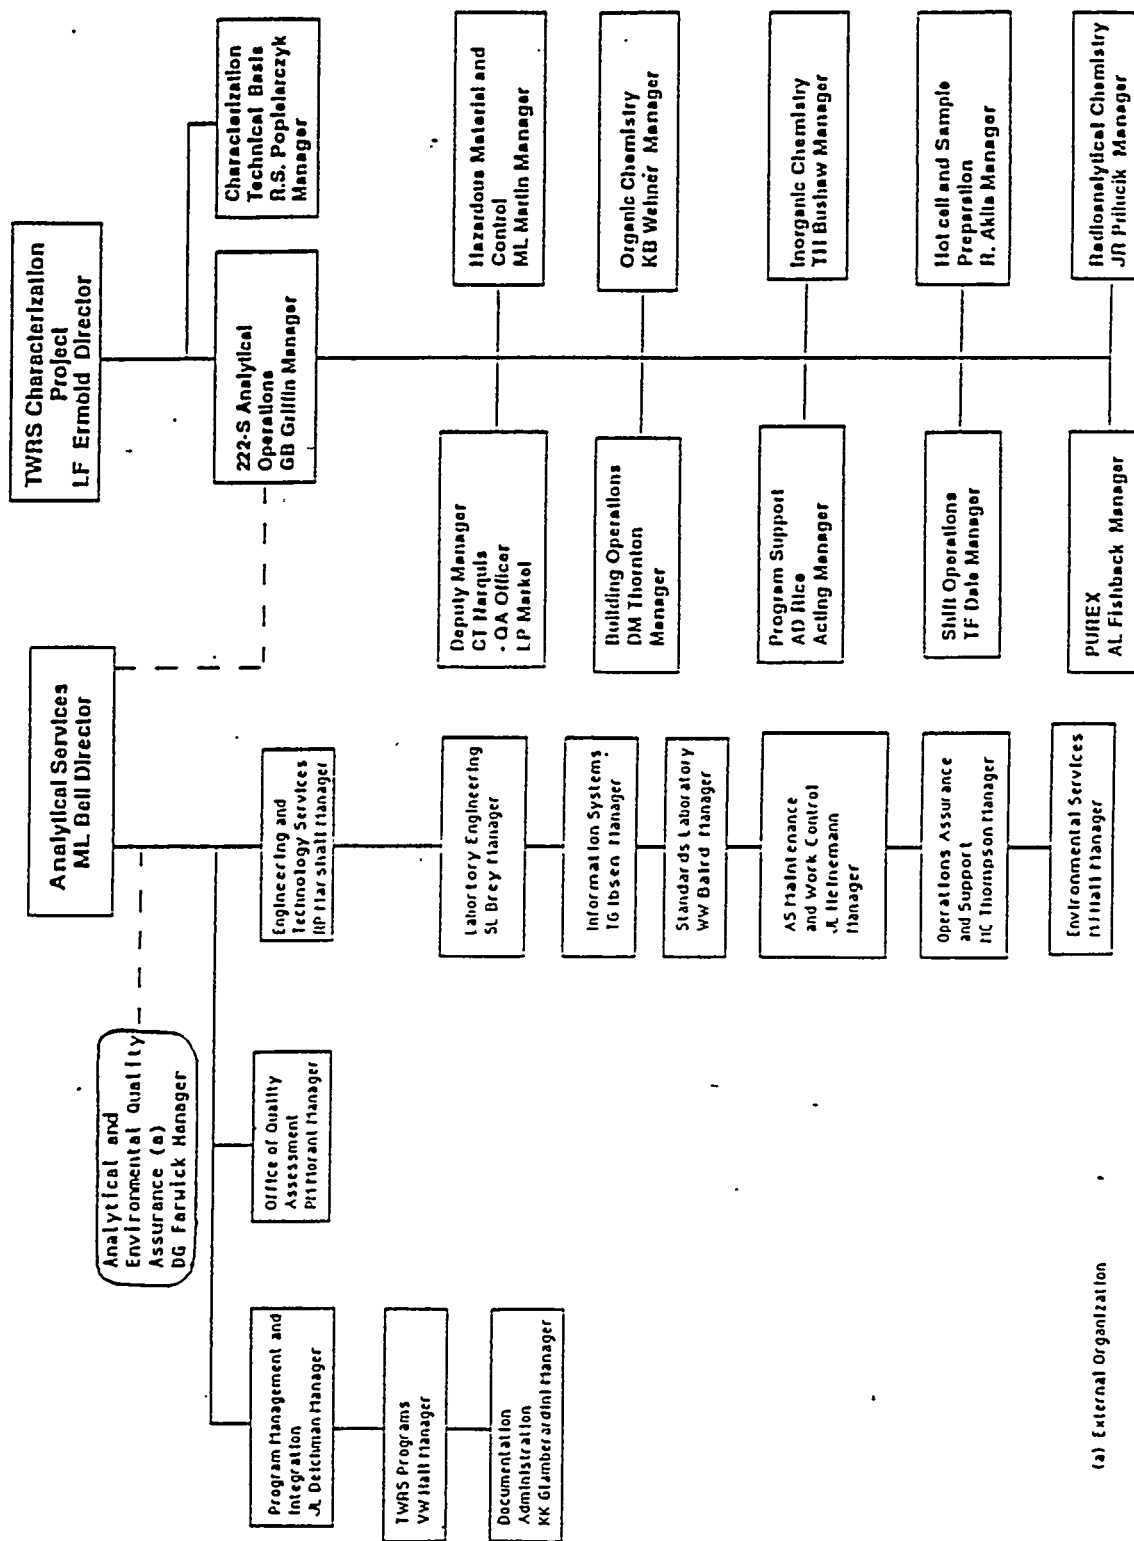 TWRS Characterization
Project
LF Ermold Director
Characterization
Technical Basis
R.S. Popielarczyk
Manager
222-S Analytical
Operations
GB Griffin Manager
Analytical Services
ML Bell Director
Analytical and
Environmental Quality
Assurance (a)
DG Farwick Manager
Program Management and
Integration
JL Deichman Manager
TWRS Programs
VW Hall Manager
Documentation
Administration
KK Giamberardini Manager
Office of Quality
Assessment
PM Morant Manager
Engineering and
Technology Services
RP Marshall Manager
Lahortory Engineering
SL Brey Manager
Information Systems
TG Ibsen Manager
Standards Laboratory
WW Baird Manager
AS Maintenance
and Work Control
JL Heinemann
Manager
Operations Assurance
and Support
MC Thompson Manager
Environmental Services
MJ Hall Manager
Deputy Manager
CT Narquis
QA Officer
LP Markel
Building Operations
DM Thornton
Manager
Program Support
AD Rice
Acting Manager
Shift Operations
TF Dale Manager
PUREX
AL Fishback Manager
Hazardous Material and
Control
ML Martin Manager
Organic Chemistry
KB Wehner Manager
Inorganic Chemistry
TH Bushaw Manager
Hot cell and Sample
Preparation
R. Akita Manager
Radioanalytical Chemistry
JR Prilucik Manager
(a) External Organization